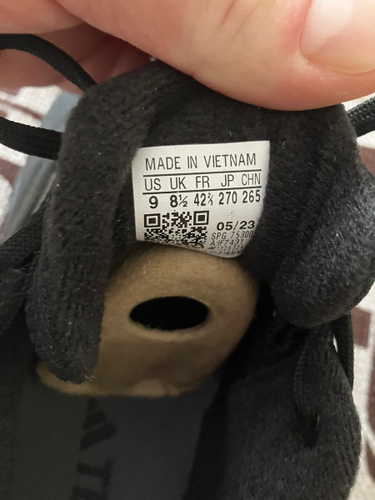 MADE IN VIETNAM
US UK FR JP CHN
9 8½ 42⅔ 270 265
05/23